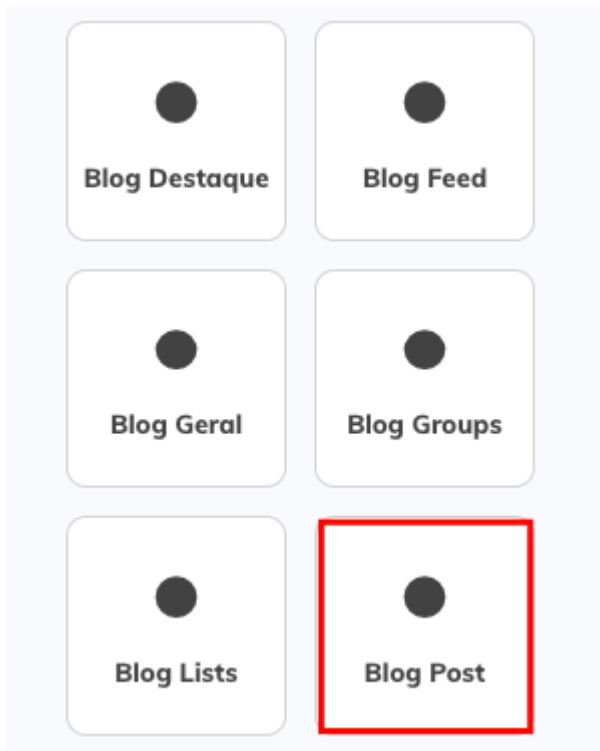 Blog Destaque
Blog Feed
Blog Geral
Blog Groups
Blog Lists
Blog Post